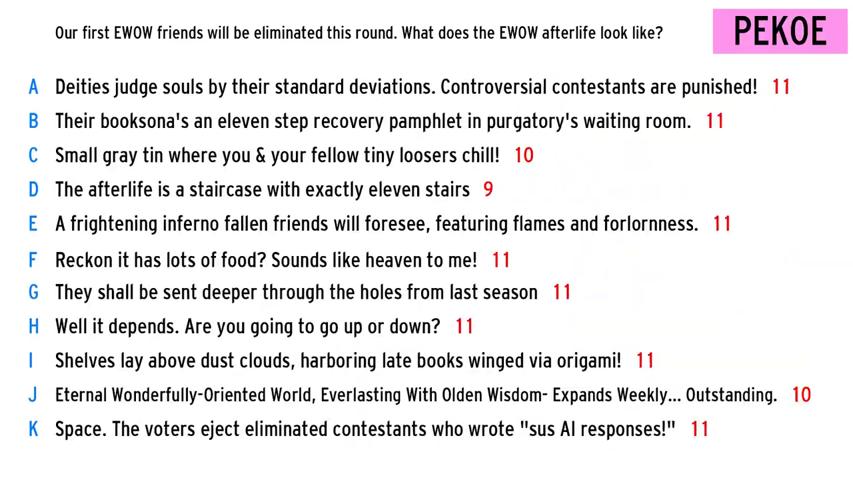 Our first EWOW friends will be eliminated this round. What does the EWOW afterlife look like?
PEKOE
A Deities judge souls by their standard deviations. Controversial contestants are punished! 11
B Their booksona's an eleven step recovery pamphlet in purgatory's waiting room. 11
C Small gray tin where you & your fellow tiny loosers chill! 10
D The afterlife is a staircase with exactly eleven stairs 9
E A frightening inferno fallen friends will foresee, featuring flames and forlornness. 11
F Reckon it has lots of food? Sounds like heaven to me! 11
G They shall be sent deeper through the holes from last season 11
H Well it depends. Are you going to go up or down? 11
I Shelves lay above dust clouds, harboring late books winged via origami! 11
J Eternal Wonderfully-Oriented World, Everlasting With Olden Wisdom- Expands Weekly... Outstanding. 10
K Space. The voters eject eliminated contestants who wrote "sus AI responses!" 11